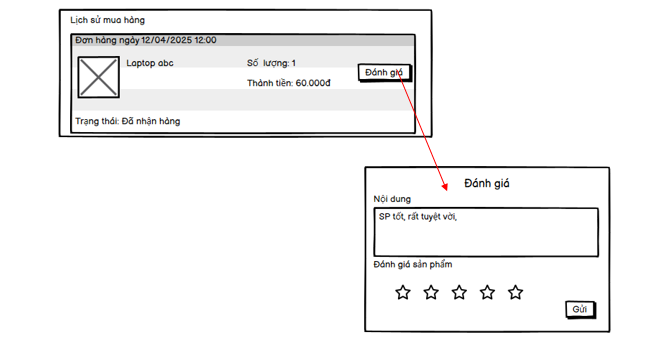 Lịch sử mua hàng
Đơn hàng ngày 12/04/2025 12:00
Laptop abc
Số lượng: 1
Đánh giá
Thành tiền: 60.000đ
Trạng thái: Đã nhận hàng
Đánh giá
Nội dung
SP tốt, rất tuyệt vời,
Đánh giá sản phẩm
Gửi